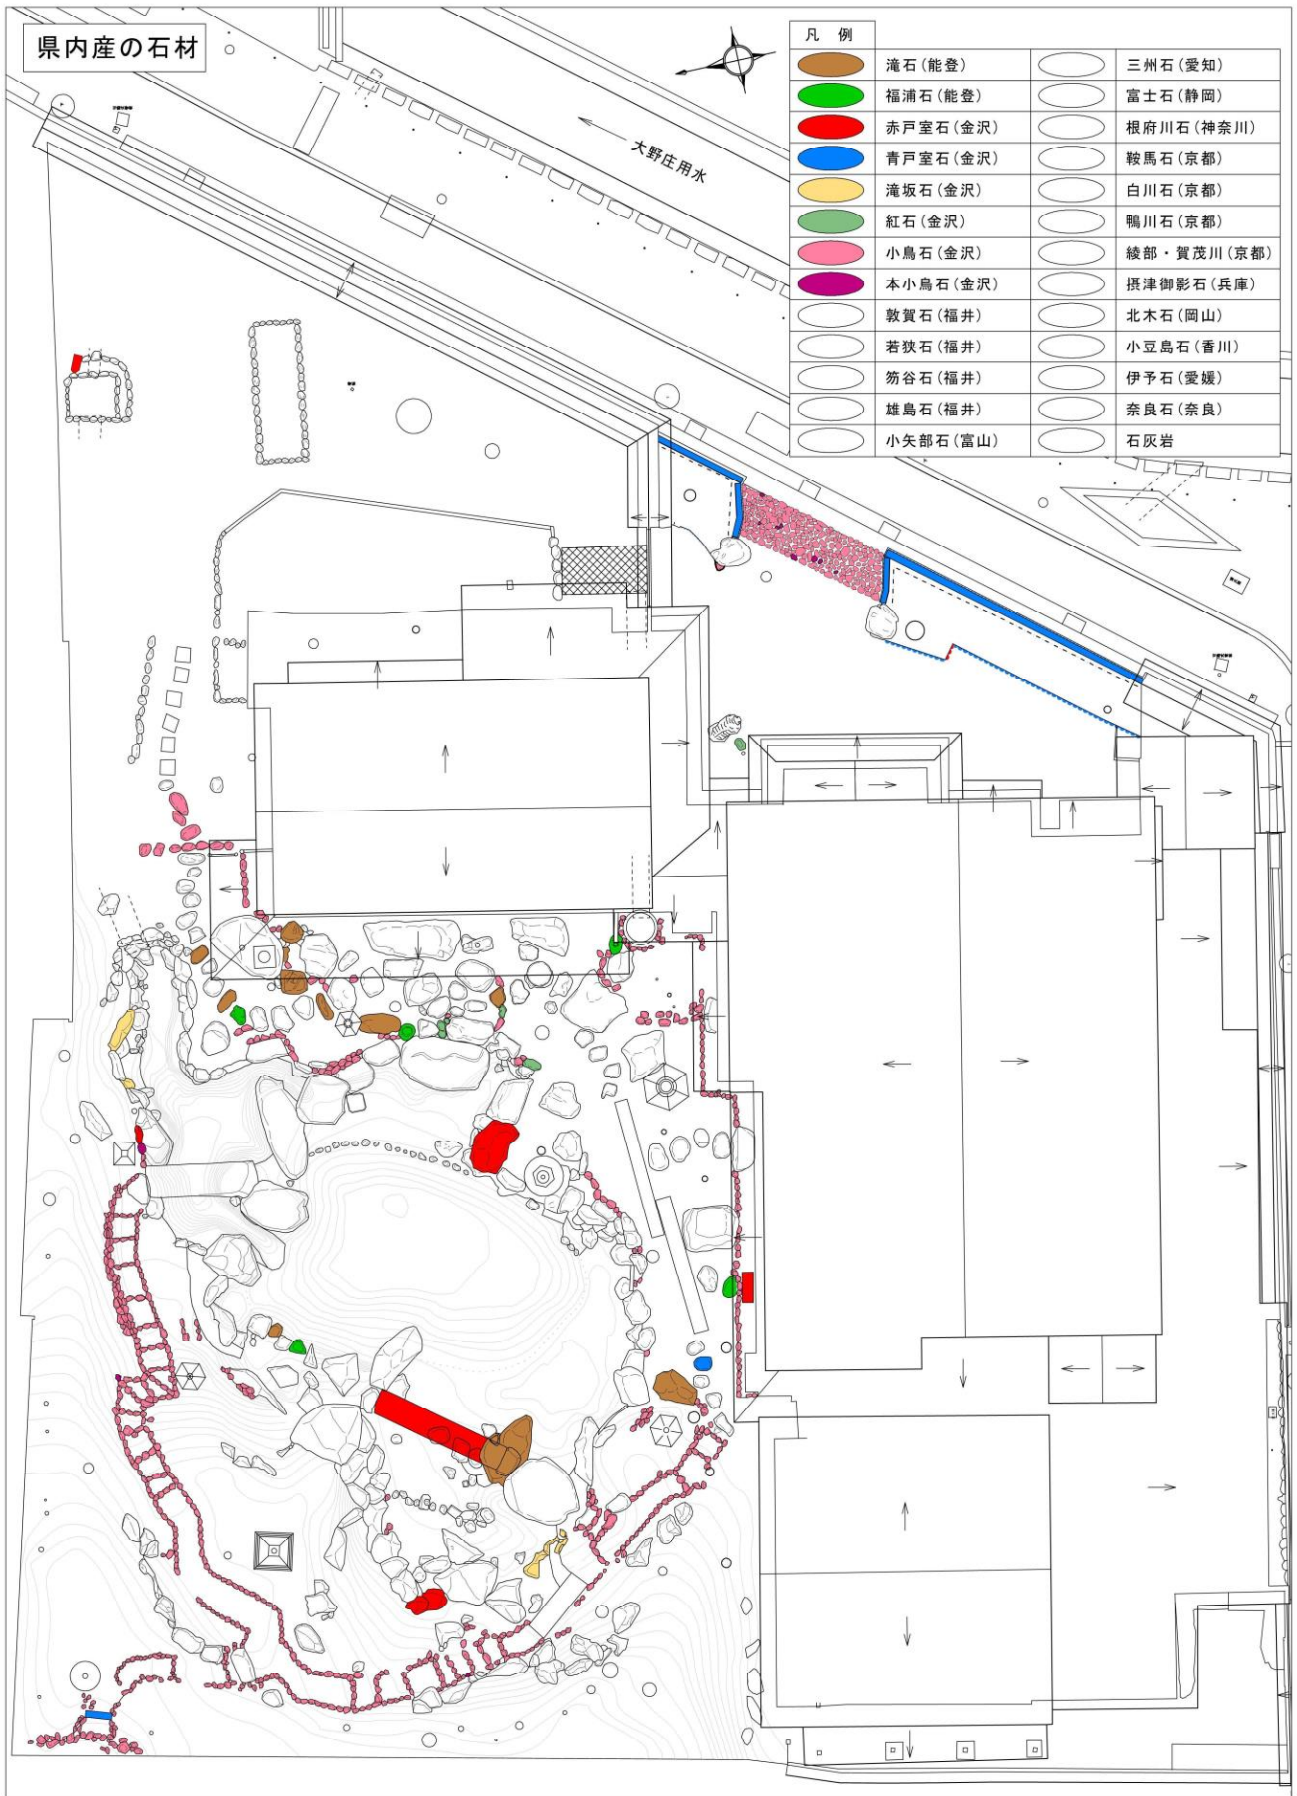 県内産の石材
大野庄用水
凡 例
滝石(能登) 三州石(愛知)
福浦石(能登) 富士石(静岡)
赤戸室石(金沢) 根府川石(神奈川)
青戸室石(金沢) 鞍馬石(京都)
滝坂石(金沢) 白川石(京都)
紅石(金沢) 鴨川石(京都)
小鳥石(金沢) 綾部・賀茂川(京都)
本小鳥石(金沢) 摂津御影石(兵庫)
敦賀石(福井) 北木石(岡山)
若狭石(福井) 小豆島石(香川)
笏谷石(福井) 伊予石(愛媛)
雄島石(福井) 奈良石(奈良)
小矢部石(富山) 石灰岩